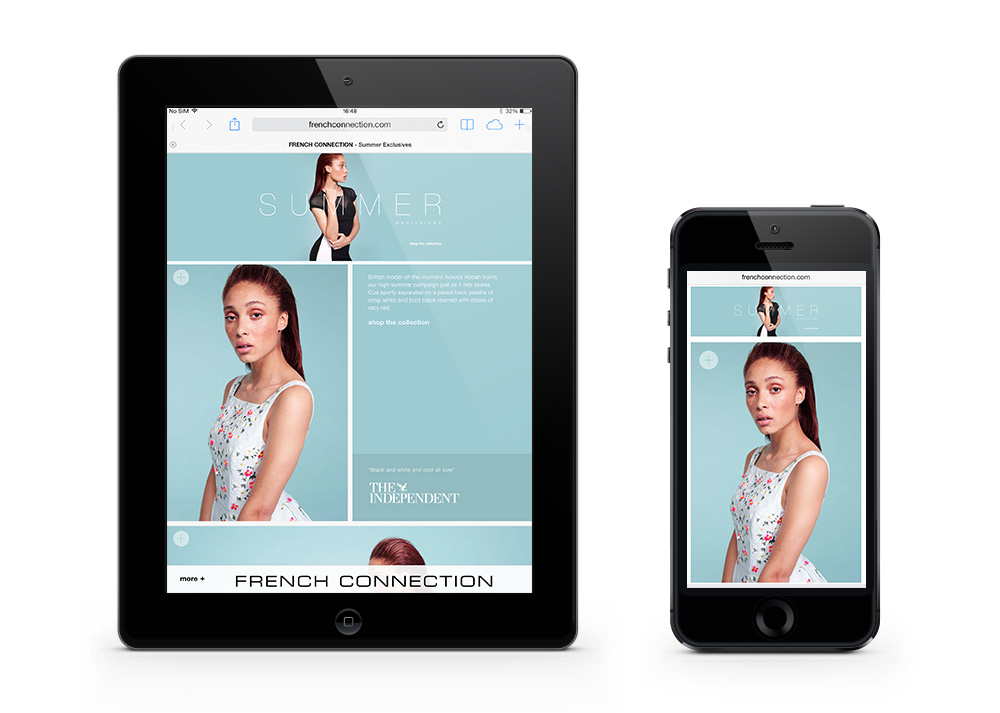 No SIM 16:48 32%
frenchconnection.com
FRENCH CONNECTION - Summer Exclusives
SUMMER
EXCLUSIVES
shop the collection
British model-of-the-moment Adwoa Aboah fronts
our high summer campaign just as it hits stores.
Cue sporty separates on a pared-back palette of
crisp white and bold black teamed with doses of
racy red.
shop the collection
"Black and white and cool all over"
THE
INDEPENDENT
more +
FRENCH CONNECTION
frenchconnection.com
SUMMER